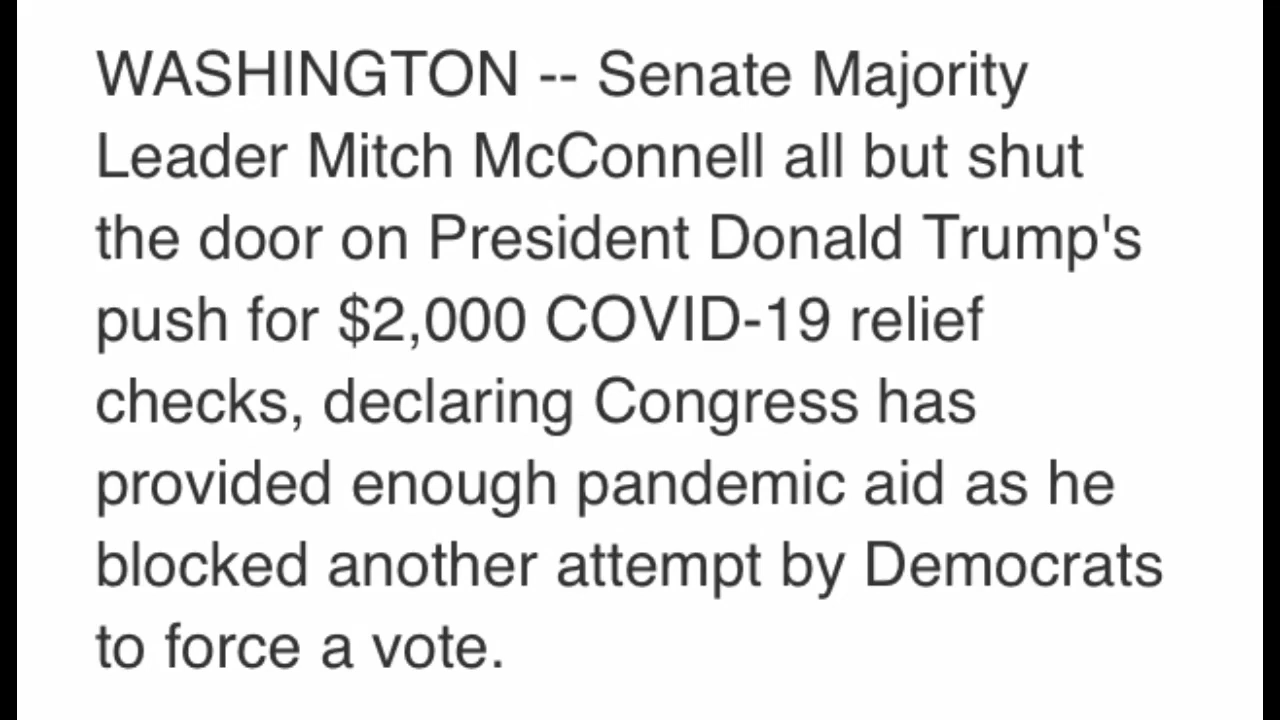 WASHINGTON -- Senate Majority
Leader Mitch McConnell all but shut
the door on President Donald Trump's
push for $2,000 COVID-19 relief
checks, declaring Congress has
provided enough pandemic aid as he
blocked another attempt by Democrats
to force a vote.